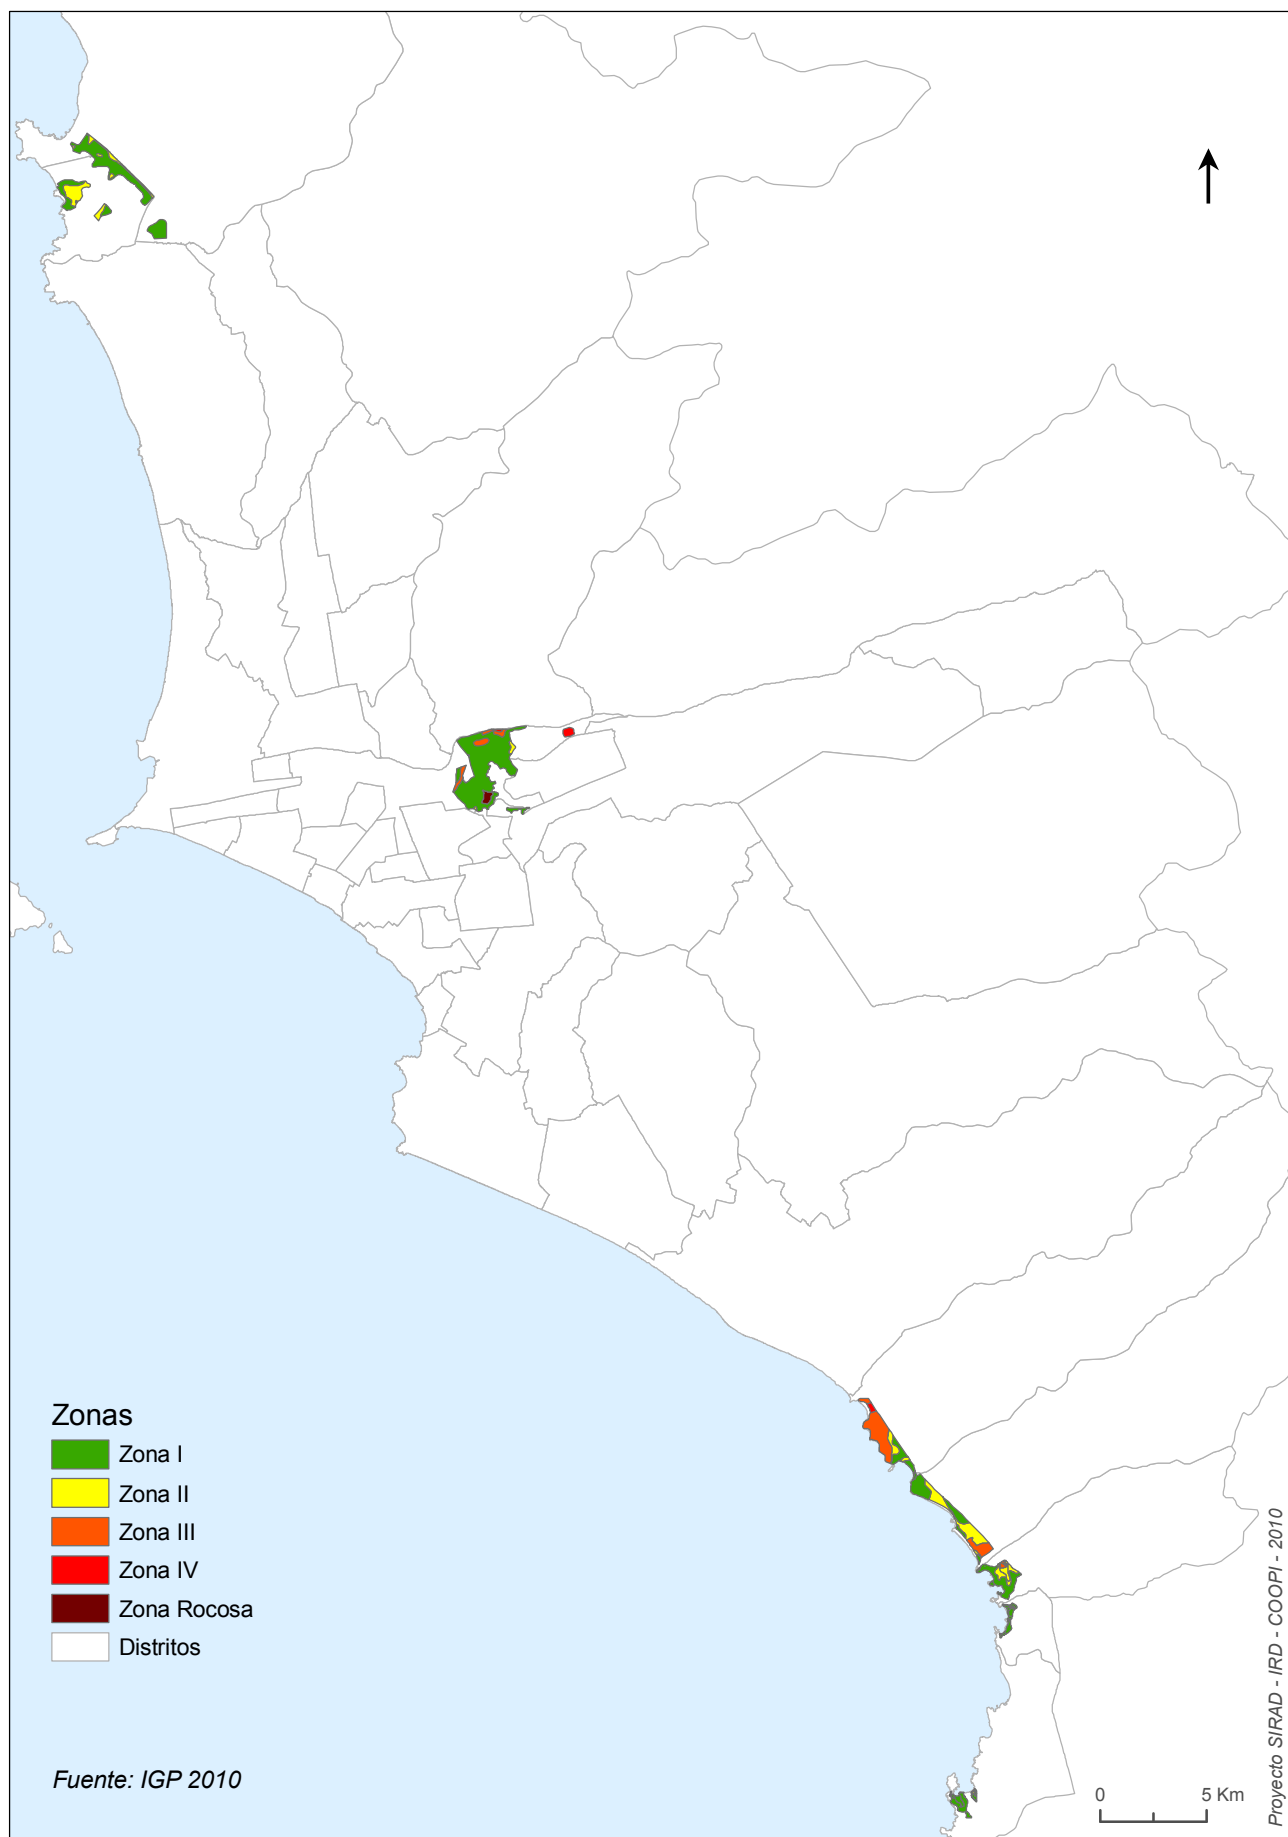 Zonas
Zona I
Zona II
Zona III
Zona IV
Zona Rocosa
Distritos
Fuente: IGP 2010
0 5 Km
Proyecto SIRAD - IRD - COOPI - 2010